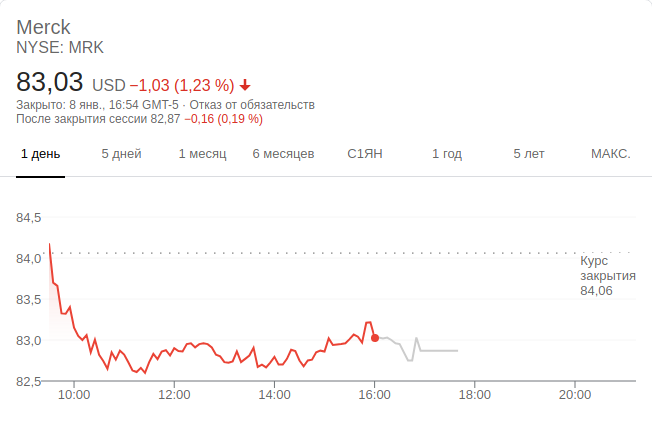 Merck
NYSE: MRK
83,03 USD −1,03 (1,23 %)
Закрыто: 8 янв., 16:54 GMT-5 · Отказ от обязательств
После закрытия сессии 82,87 −0,16 (0,19 %)
1 день 5 дней 1 месяц 6 месяцев С1ЯН 1 год 5 лет МАКС.
84,5
84,0
83,5
83,0
82,5
Курс
закрытия
84,06
10:00 12:00 14:00 16:00 18:00 20:00